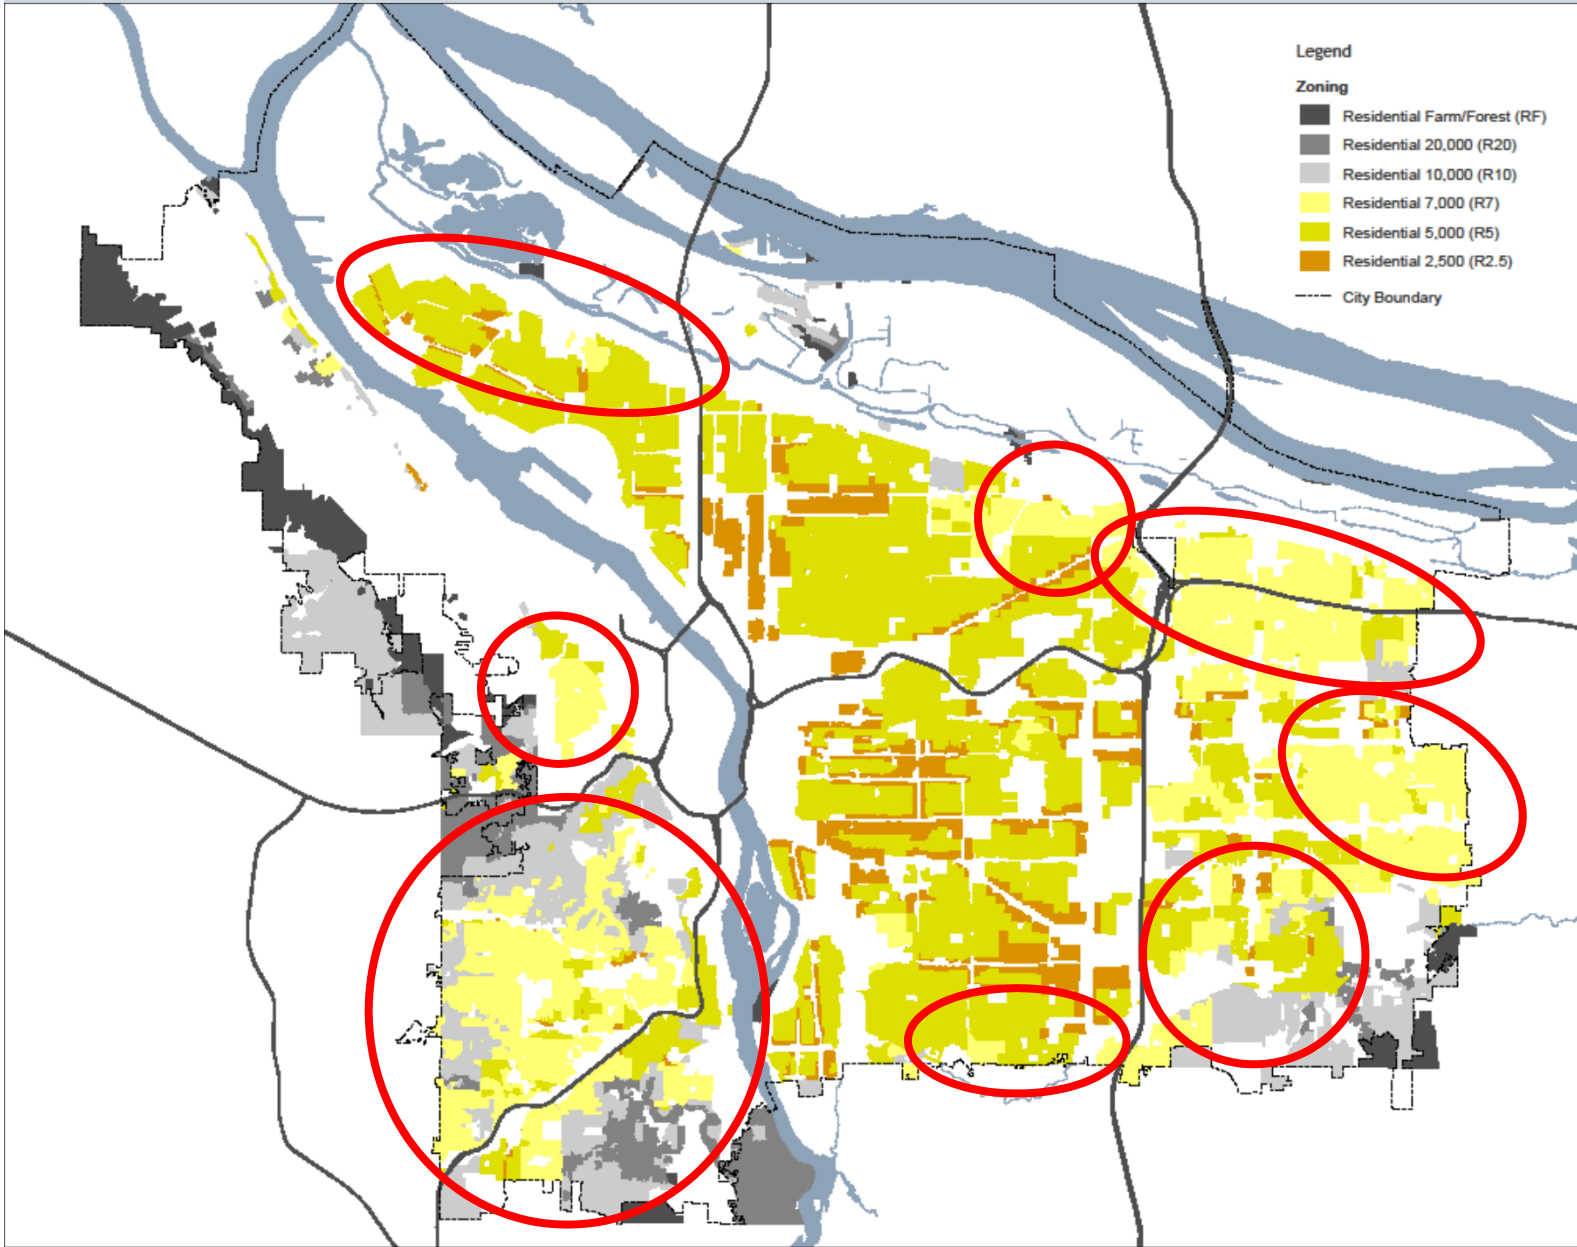 Legend
Zoning
Residential Farm/Forest (RF)
Residential 20,000 (R20)
Residential 10,000 (R10)
Residential 7,000 (R7)
Residential 5,000 (R5)
Residential 2,500 (R2.5)
City Boundary